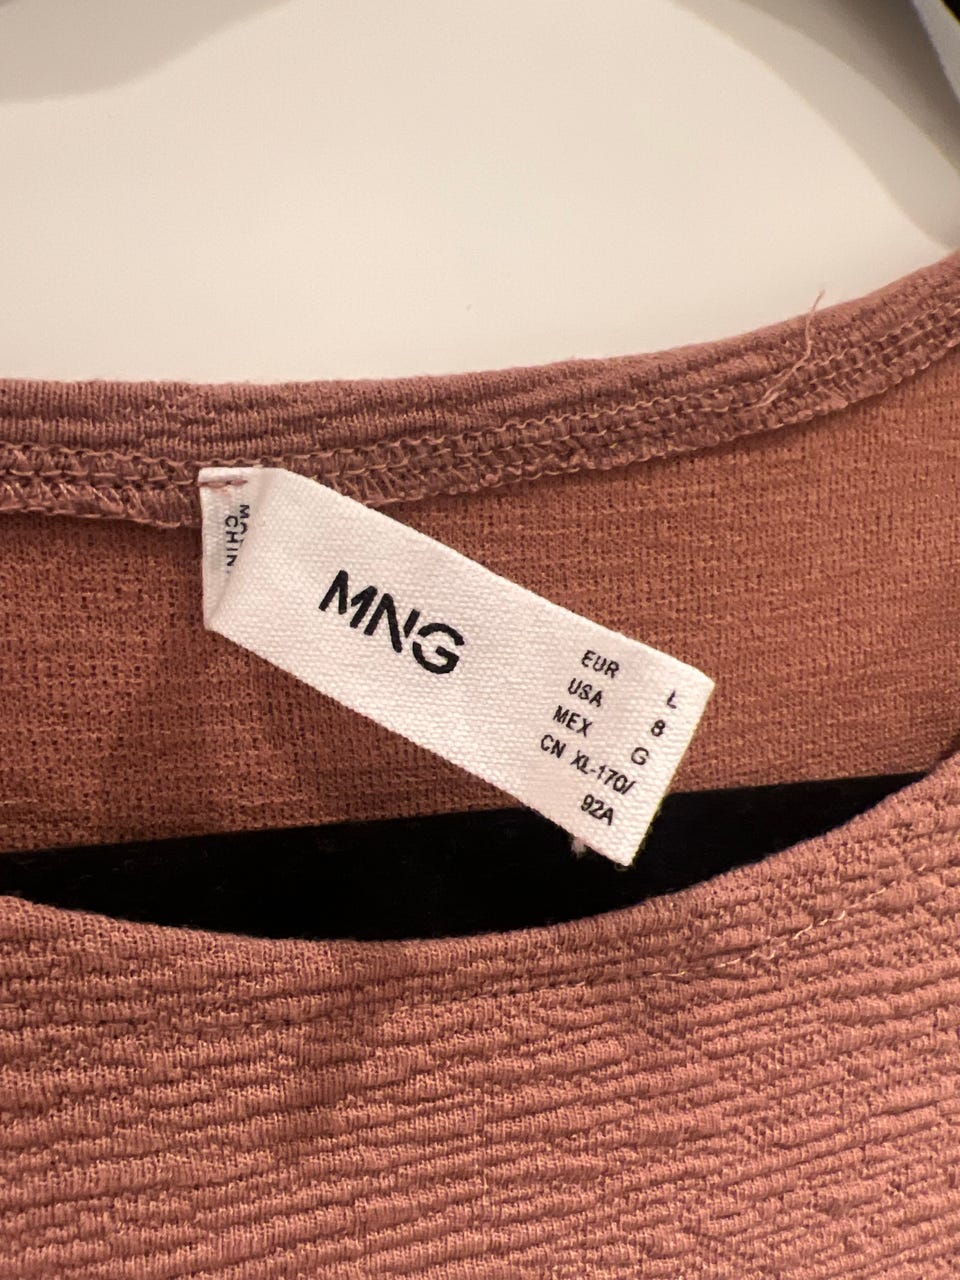 MNG
EUR L
USA 8
MEX G
CN XL-170/
92A